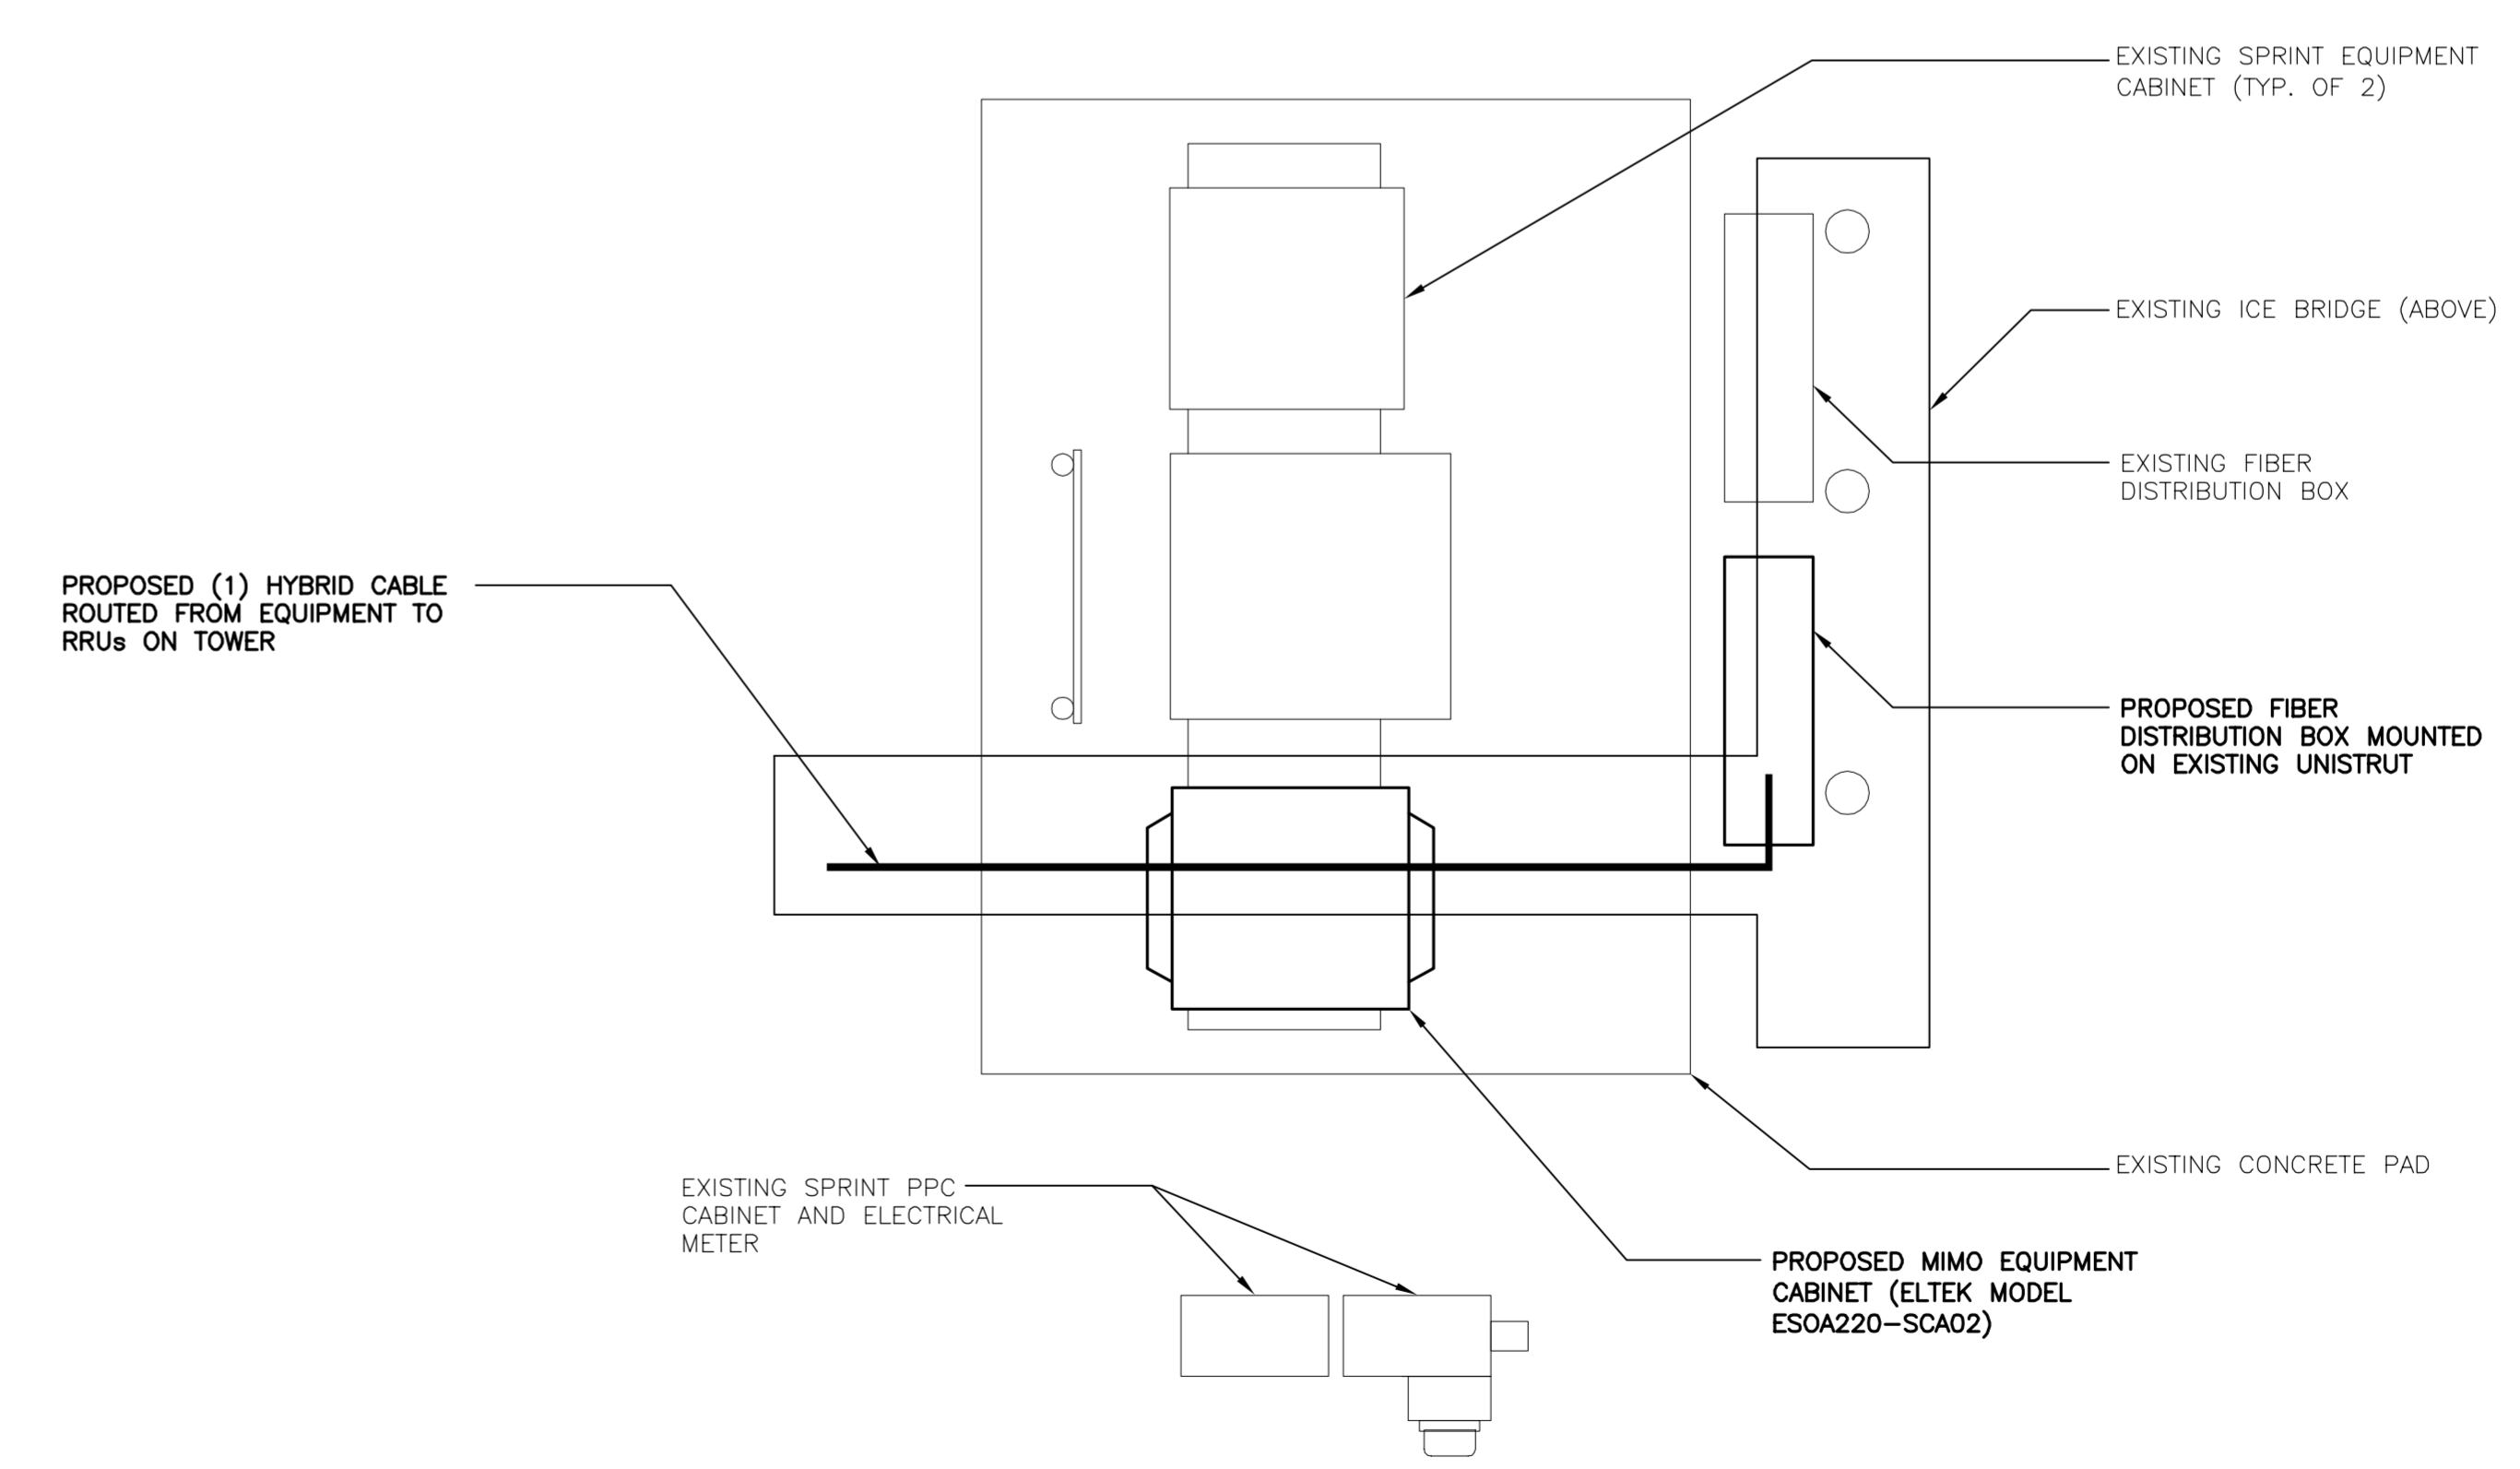 EXISTING SPRINT EQUIPMENT
CABINET (TYP. OF 2)
EXISTING ICE BRIDGE (ABOVE)
EXISTING FIBER
DISTRIBUTION BOX
PROPOSED (1) HYBRID CABLE
ROUTED FROM EQUIPMENT TO
RRUs ON TOWER
PROPOSED FIBER
DISTRIBUTION BOX MOUNTED
ON EXISTING UNISTRUT
EXISTING CONCRETE PAD
EXISTING SPRINT PPC
CABINET AND ELECTRICAL
METER
PROPOSED MIMO EQUIPMENT
CABINET (ELTEK MODEL
ESOA220-SCA02)